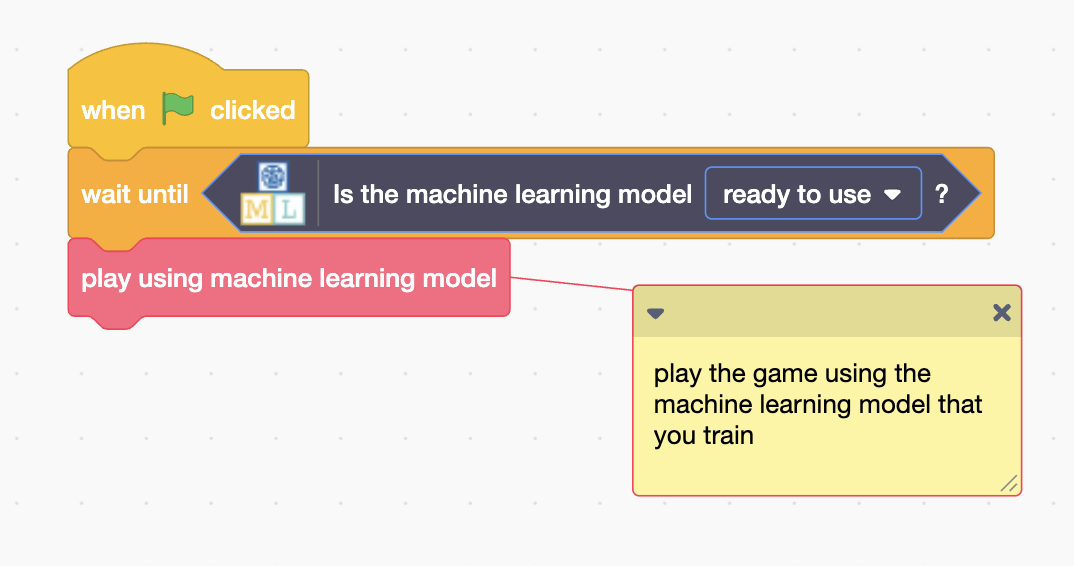 when clicked
wait until ML Is the machine learning model ready to use ?
play using machine learning model
play the game using the
machine learning model that
you train